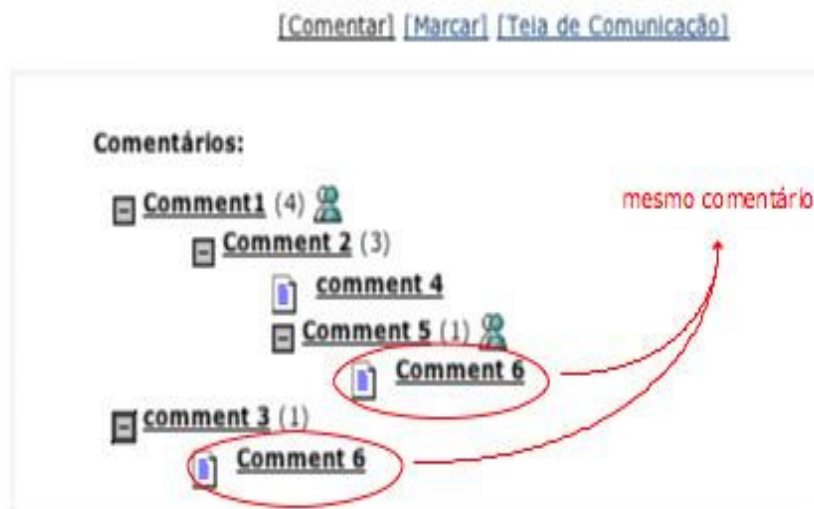 [Comentar] [Marcar] [Teia de Comunicação]
Comentários:
Comment1 (4)
mesmo comentário
Comment 2 (3)
comment 4
Comment 5 (1)
Comment 6
comment 3 (1)
Comment 6